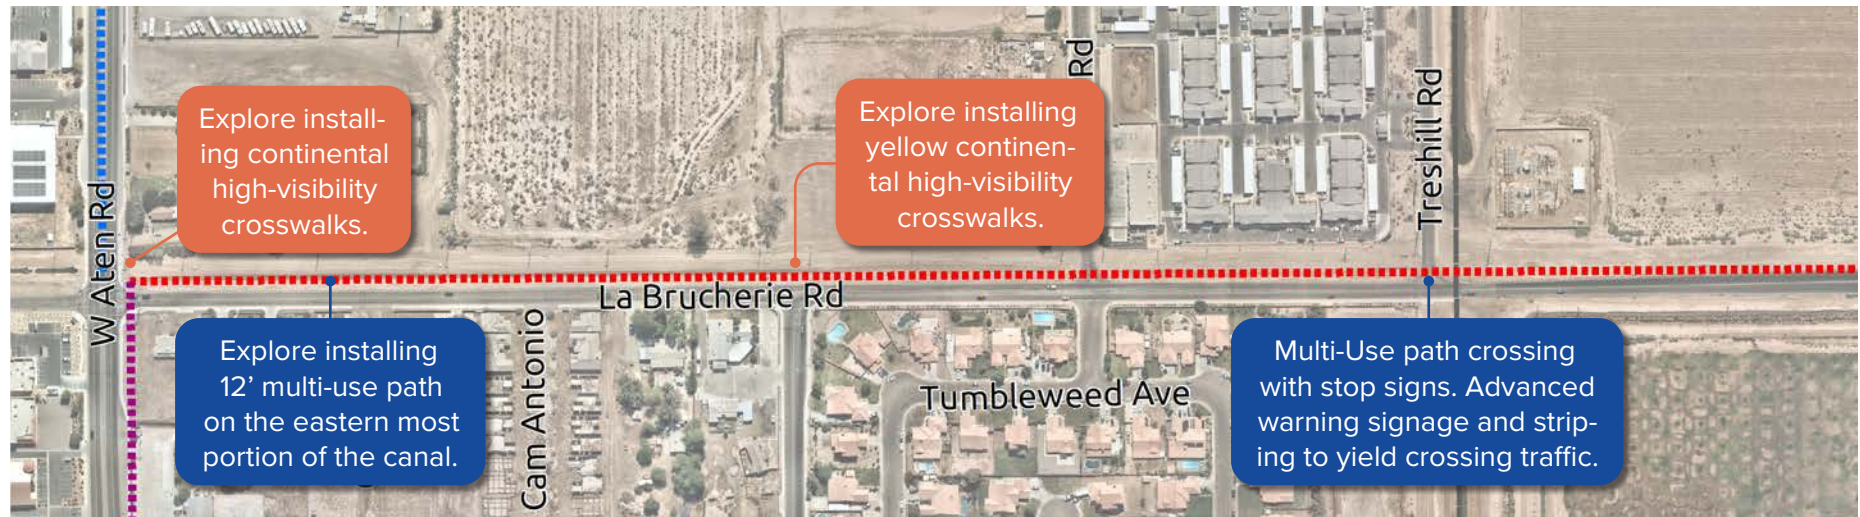 Explore install-
ing continental
high-visibility
crosswalks.
Explore installing
yellow continen-
tal high-visibility
crosswalks.
Rd
Treshill Rd
W Aten Rd
La Brucherie Rd
Explore installing
12’ multi-use path
on the eastern most
portion of the canal.
Cam Antonio
Tumbleweed Ave
Multi-Use path crossing
with stop signs. Advanced
warning signage and strip-
ing to yield crossing traffic.